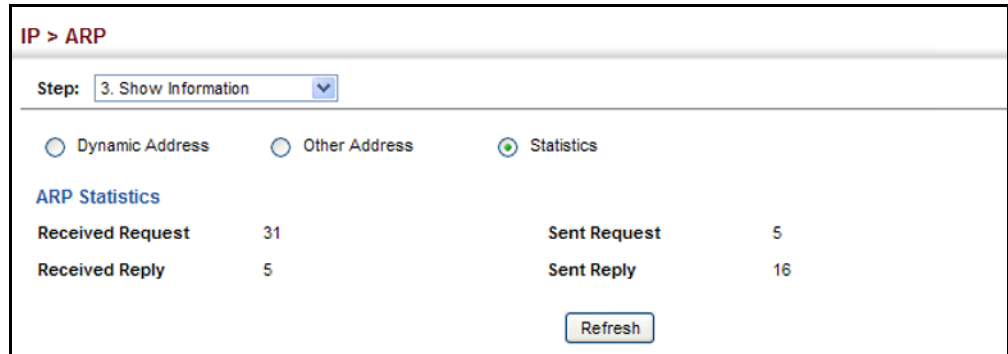 IP > ARP
Step: 3. Show Information
Dynamic Address Other Address Statistics
ARP Statistics
Received Request 31 Sent Request 5
Received Reply 5 Sent Reply 16
Refresh